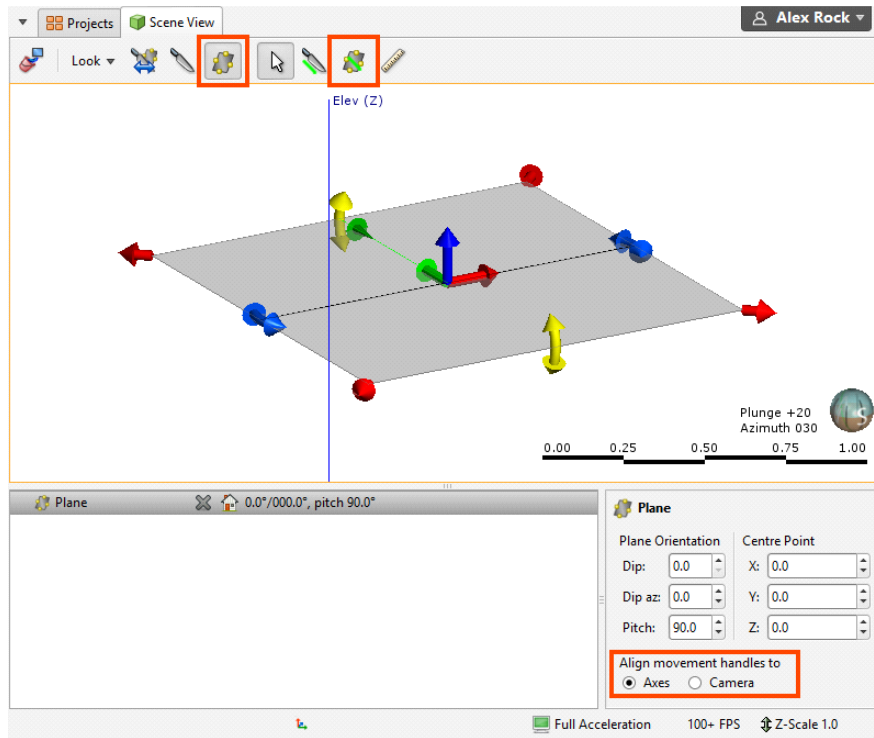 Projects
Scene View
Alex Rock
Look
Elev (Z)
Plunge +20
Azimuth 030
0.00 0.25 0.50 0.75 1.00
S
Plane
0.0°/000.0°, pitch 90.0°
Plane
Plane Orientation Centre Point
Dip: 0.0 X: 0.0
Dip az: 0.0 Y: 0.0
Pitch: 90.0 Z: 0.0
Align movement handles to
Axes Camera
Full Acceleration 100+ FPS Z-Scale 1.0